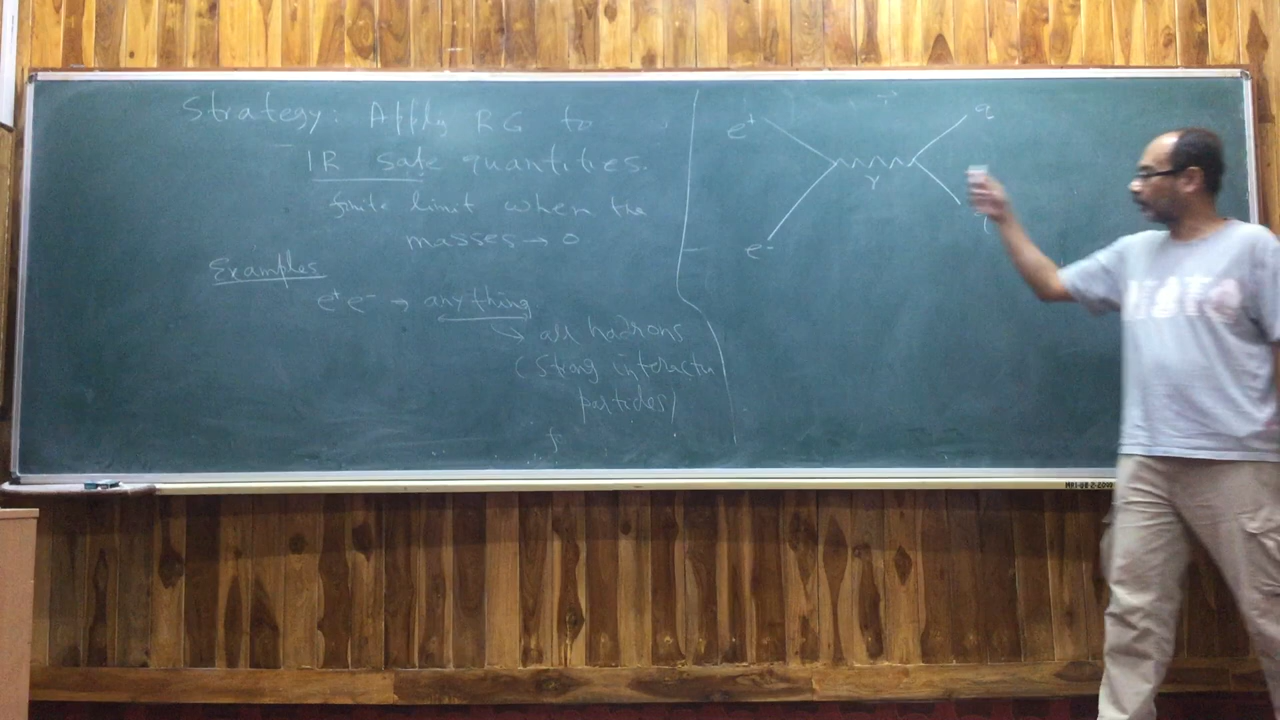 Strategy: Apply RG to
IR safe quantities.
finite limit when the
masses → 0
Examples
e⁺e⁻ → anything
↳ all hadrons
(Strong interactin
particles)
e⁺
q
γ
e⁻